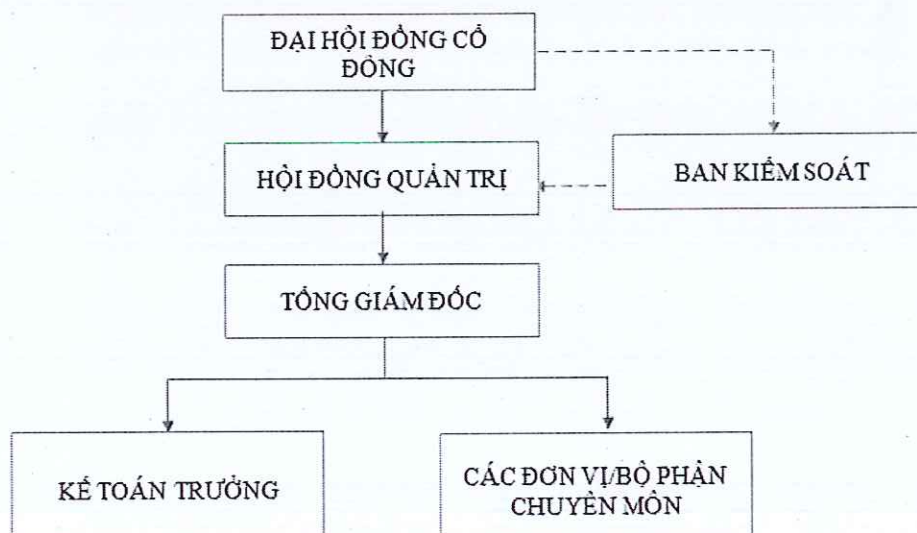 ĐẠI HỘI ĐỒNG CỔ
ĐÔNG
HỘI ĐỒNG QUẢN TRỊ
BAN KIỂM SOÁT
TỔNG GIÁM ĐỐC
KẾ TOÁN TRƯỞNG
CÁC ĐƠN VỊ/BỘ PHẬN
CHUYÊN MÔN